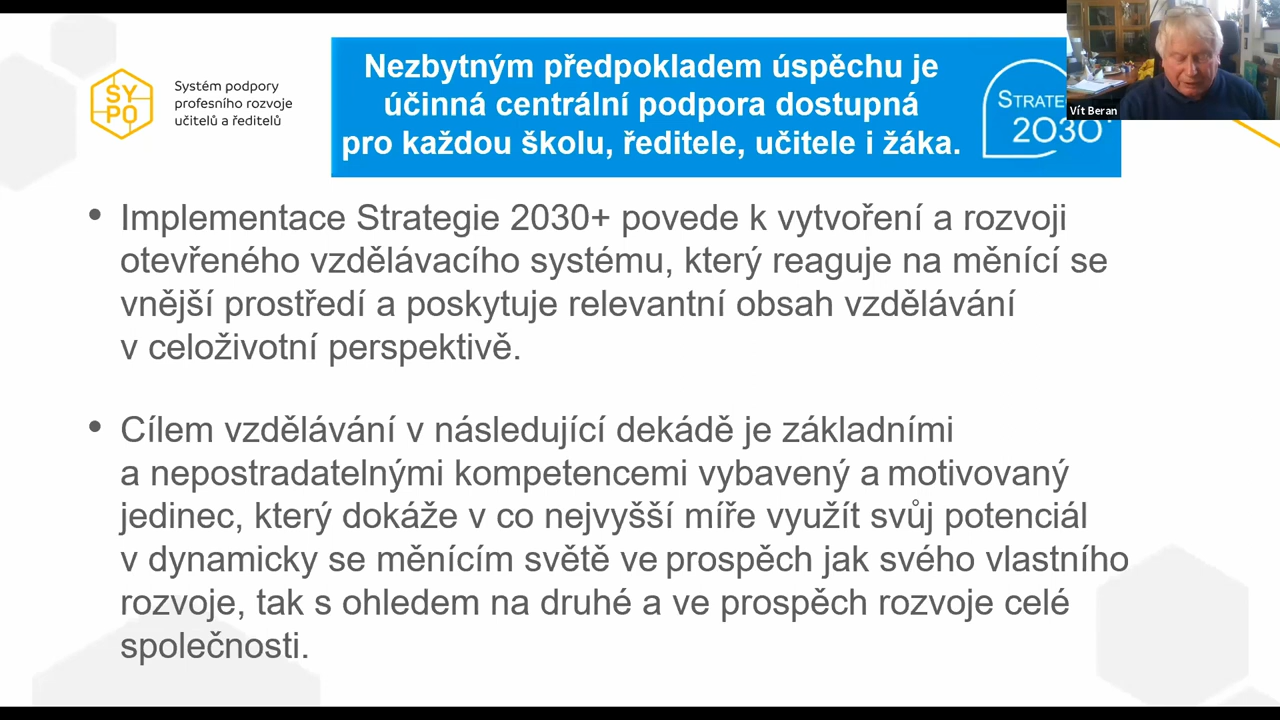 SY
PO
Systém podpory
profesního rozvoje
učitelů a ředitelů
Nezbytným předpokladem úspěchu je
účinná centrální podpora dostupná
pro každou školu, ředitele, učitele i žáka.
2030+
Vít Beran
• Implementace Strategie 2030+ povede k vytvoření a rozvoji
otevřeného vzdělávacího systému, který reaguje na měnící se
vnější prostředí a poskytuje relevantní obsah vzdělávání
v celoživotní perspektivě.
• Cílem vzdělávání v následující dekádě je základními
a nepostradatelnými kompetencemi vybavený a motivovaný
jedinec, který dokáže v co nejvyšší míře využít svůj potenciál
v dynamicky se měnícím světě ve prospěch jak svého vlastního
rozvoje, tak s ohledem na druhé a ve prospěch rozvoje celé
společnosti.